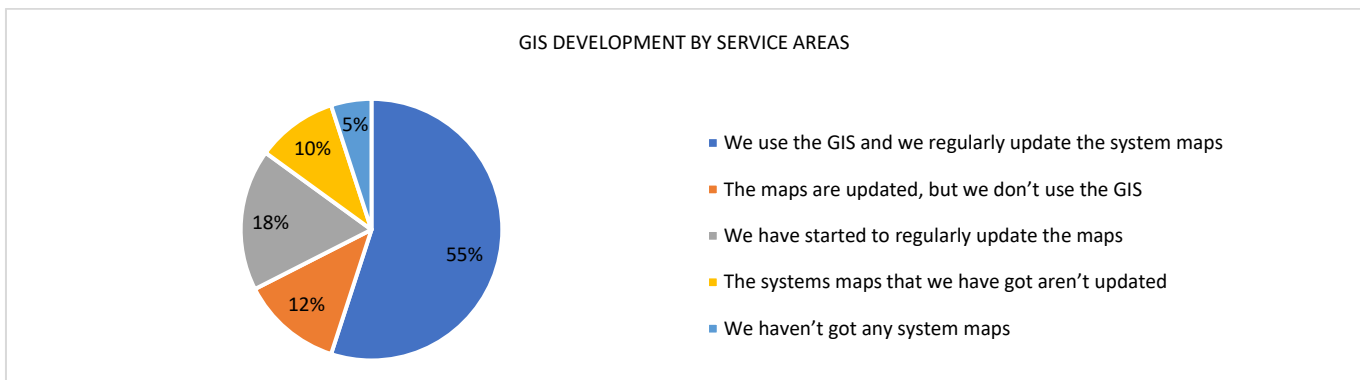 GIS DEVELOPMENT BY SERVICE AREAS
5%
10%
18%
55%
12%
We use the GIS and we regularly update the system maps
The maps are updated, but we don’t use the GIS
We have started to regularly update the maps
The systems maps that we have got aren’t updated
We haven’t got any system maps